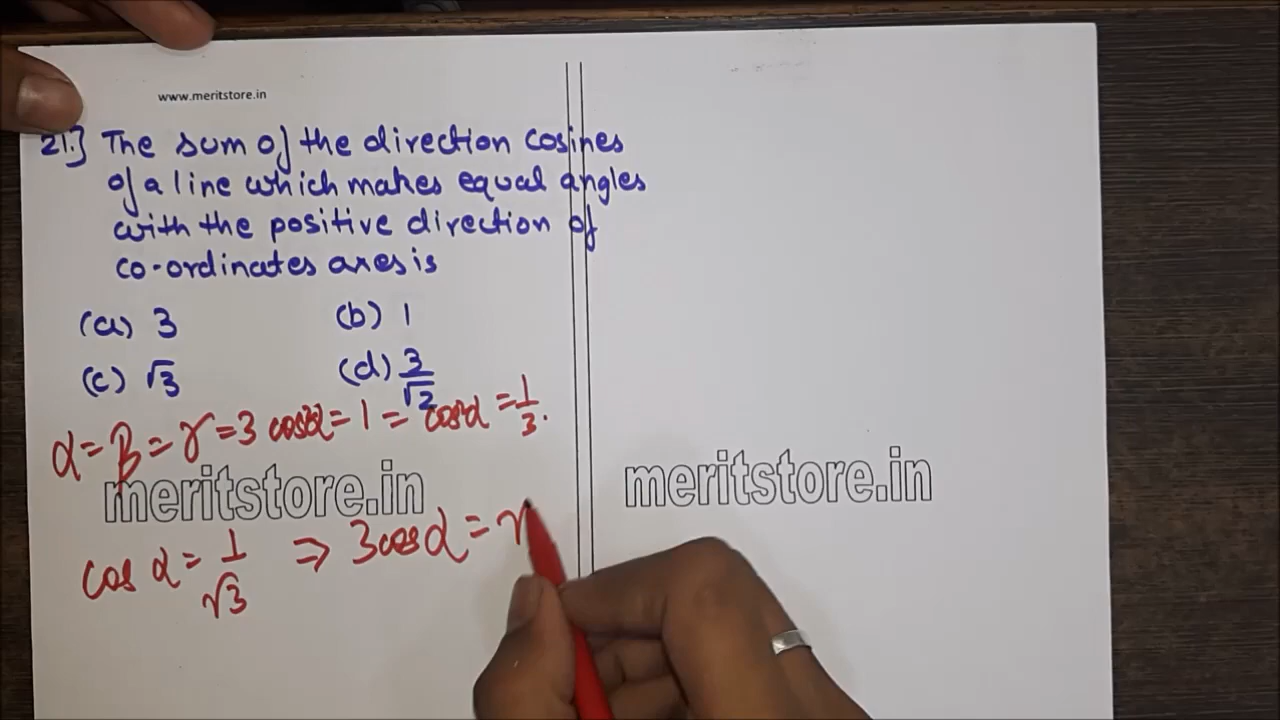 www.meritstore.in
21.] The sum of the direction cosines
of a line which makes equal angles
with the positive direction of
co-ordinates axes is
(a) 3 (b) 1
(c) √3 (d) 3/√2
α = β = γ = 3 cos²α = 1 = cos²α = 1/3.
meritstore.in meritstore.in
cos α = 1/√3 ⇒ 3cosα = √